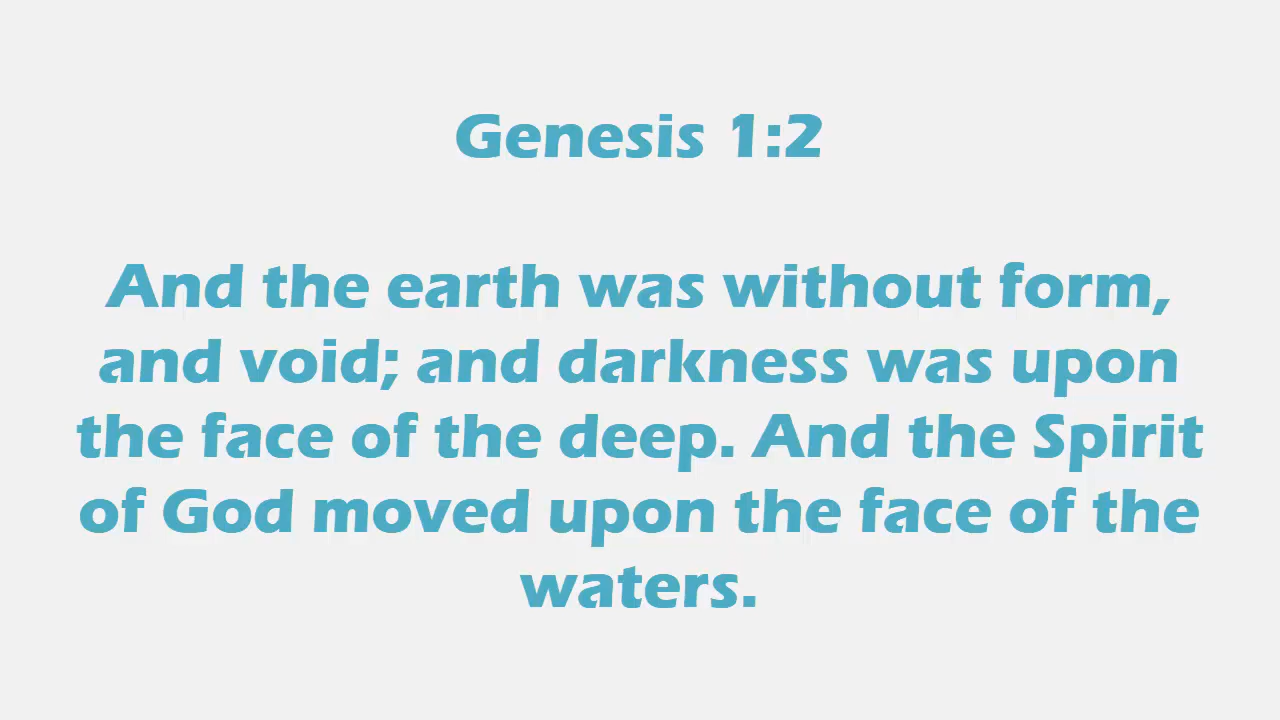 Genesis 1:2
And the earth was without form,
and void; and darkness was upon
the face of the deep. And the Spirit
of God moved upon the face of the
waters.